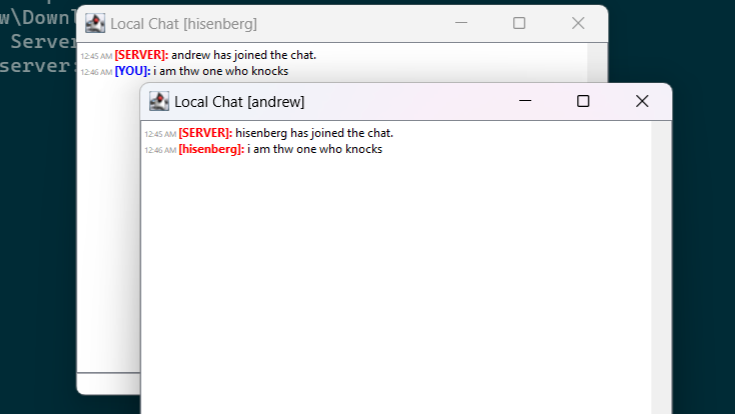 w\Downl
Server
server:
Local Chat [hisenberg]
12:45 AM [SERVER]: andrew has joined the chat.
12:46 AM [YOU]: i am thw one who knocks
Local Chat [andrew]
12:45 AM [SERVER]: hisenberg has joined the chat.
12:46 AM [hisenberg]: i am thw one who knocks